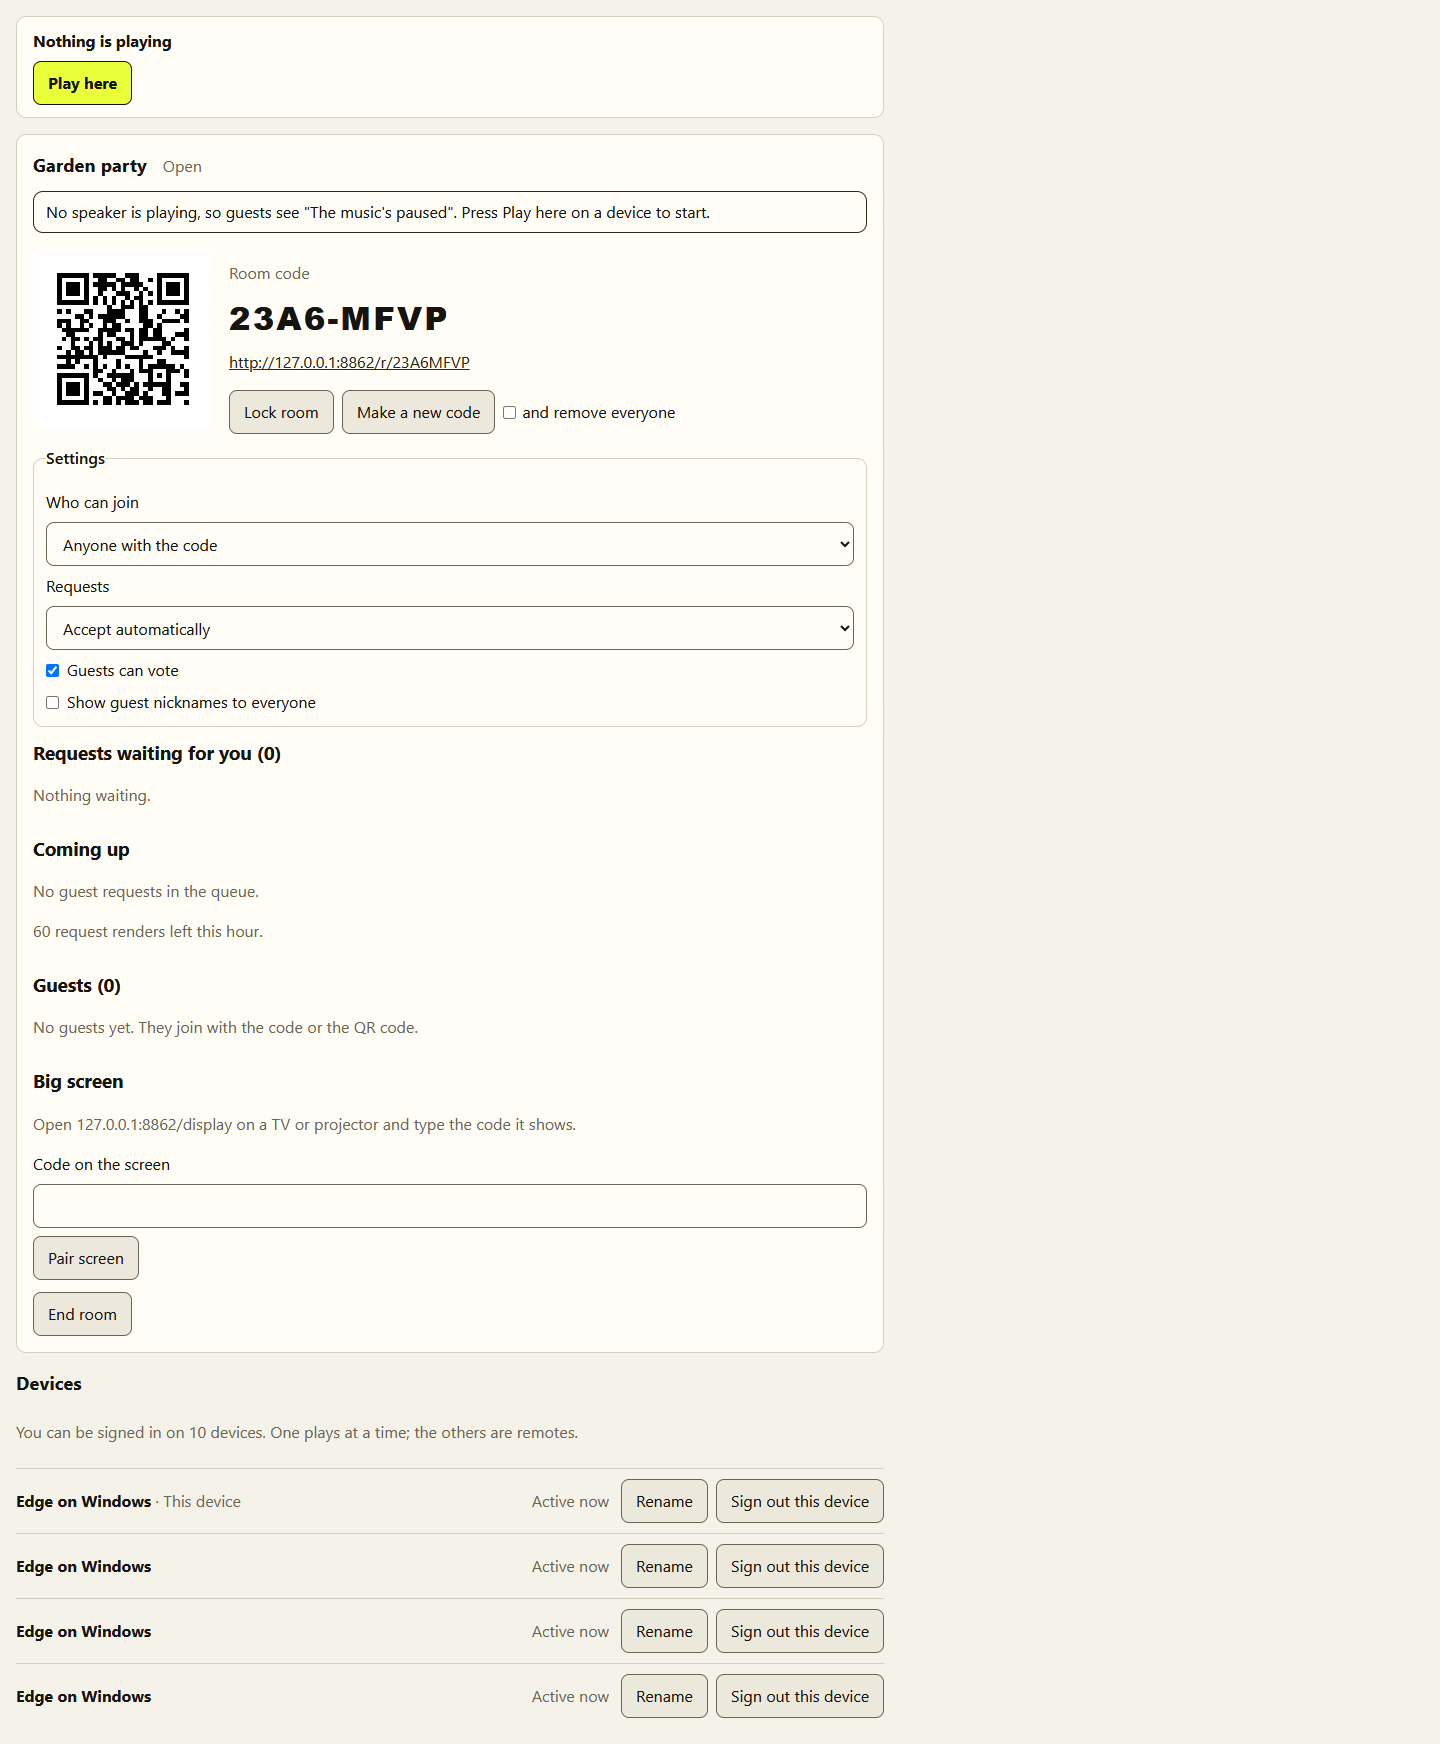 Nothing is playing
Play here
Garden party Open
No speaker is playing, so guests see "The music's paused". Press Play here on a device to start.
Room code
23A6-MFVP
http://127.0.0.1:8862/r/23A6MFVP
Lock room Make a new code and remove everyone
Settings
Who can join
Anyone with the code
Requests
Accept automatically
Guests can vote
Show guest nicknames to everyone
Requests waiting for you (0)
Nothing waiting.
Coming up
No guest requests in the queue.
60 request renders left this hour.
Guests (0)
No guests yet. They join with the code or the QR code.
Big screen
Open 127.0.0.1:8862/display on a TV or projector and type the code it shows.
Code on the screen
Pair screen
End room
Devices
You can be signed in on 10 devices. One plays at a time; the others are remotes.
Edge on Windows · This device Active now Rename Sign out this device
Edge on Windows Active now Rename Sign out this device
Edge on Windows Active now Rename Sign out this device
Edge on Windows Active now Rename Sign out this device